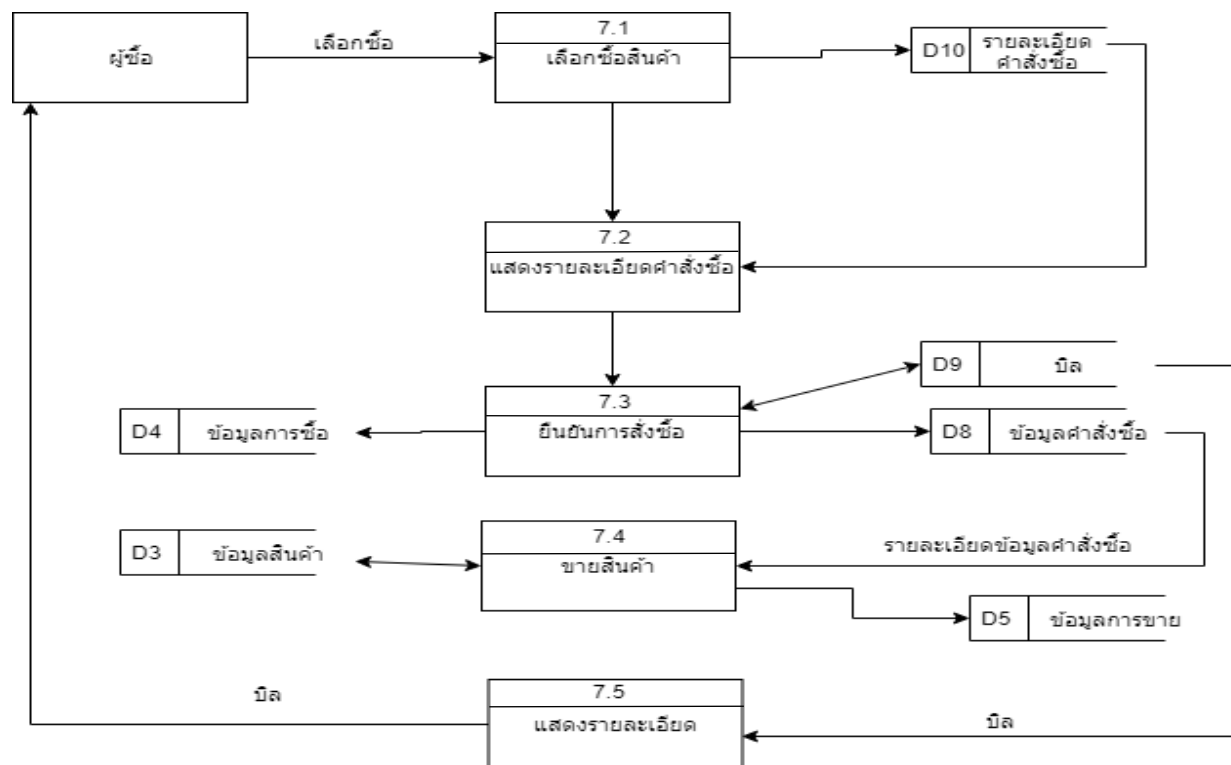 7.1
ผู้ซื้อ
เลือกซื้อ
เลือกซื้อสินค้า
D10
รายละเอียด
คำสั่งซื้อ
7.2
แสดงรายละเอียดคำสั่งซื้อ
D9
บิล
7.3
ยืนยันการสั่งซื้อ
D4
ข้อมูลการซื้อ
D8
ข้อมูลคำสั่งซื้อ
7.4
ขายสินค้า
D3
ข้อมูลสินค้า
รายละเอียดข้อมูลคำสั่งซื้อ
D5
ข้อมูลการขาย
7.5
แสดงรายละเอียด
บิล
บิล